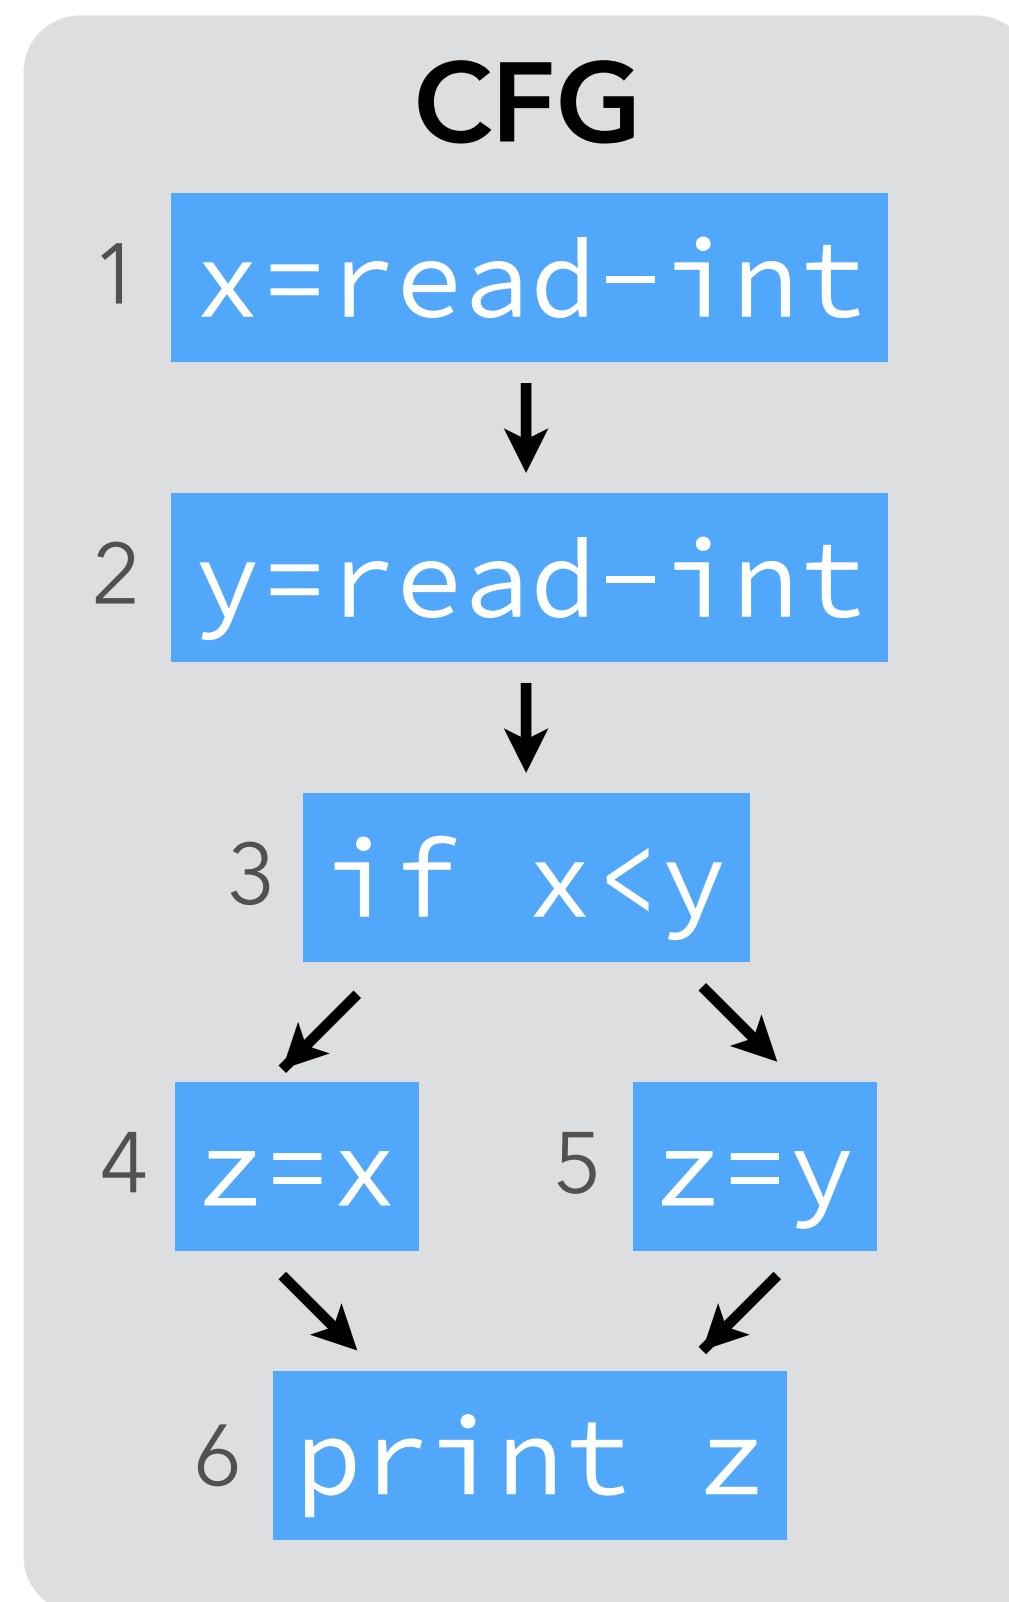 CFG
1 x=read-int
2 y=read-int
3 if x<y
4 z=x 5 z=y
6 print z